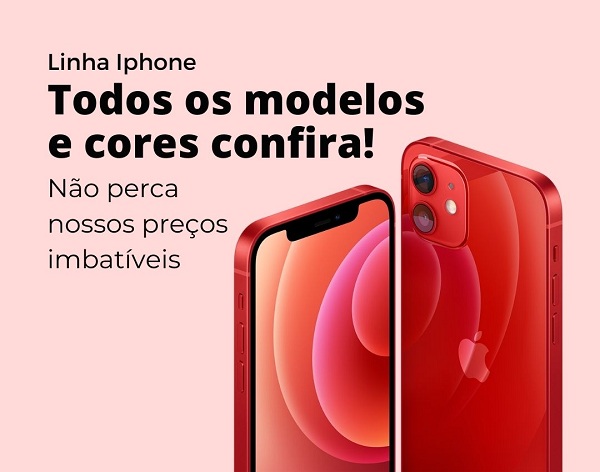 Linha Iphone
Todos os modelos
e cores confira!
Não perca
nossos preços
imbatíveis